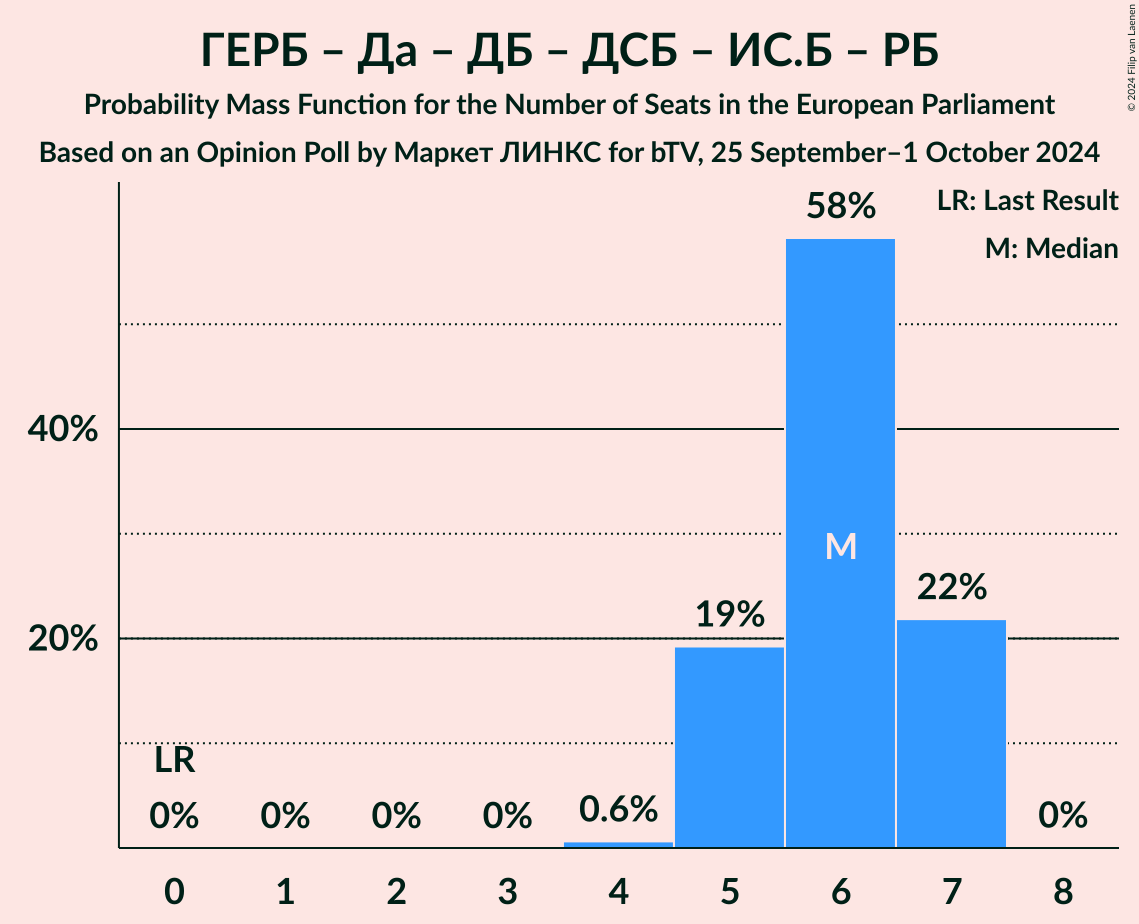 ГЕРБ – Да – ДБ – ДСБ – ИС.Б – РБ
Probability Mass Function for the Number of Seats in the European Parliament
Based on an Opinion Poll by Маркет ЛИНКС for bTV, 25 September–1 October 2024
© 2024 Filip van Laenen
LR: Last Result
M: Median
58%
40%
M
22%
19%
20%
LR
0%
0%
0%
0%
0.6%
0%
0 1 2 3 4 5 6 7 8